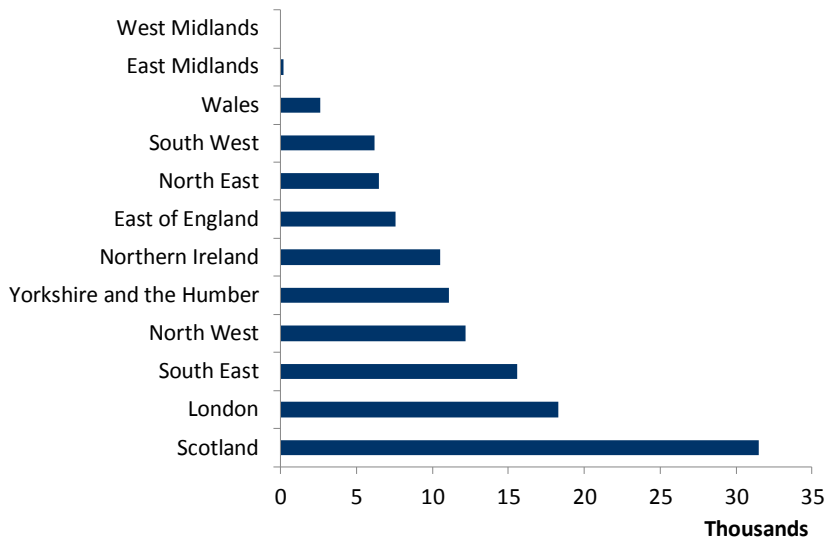 West Midlands
East Midlands
Wales
South West
North East
East of England
Northern Ireland
Yorkshire and the Humber
North West
South East
London
Scotland
0 5 10 15 20 25 30 35
Thousands